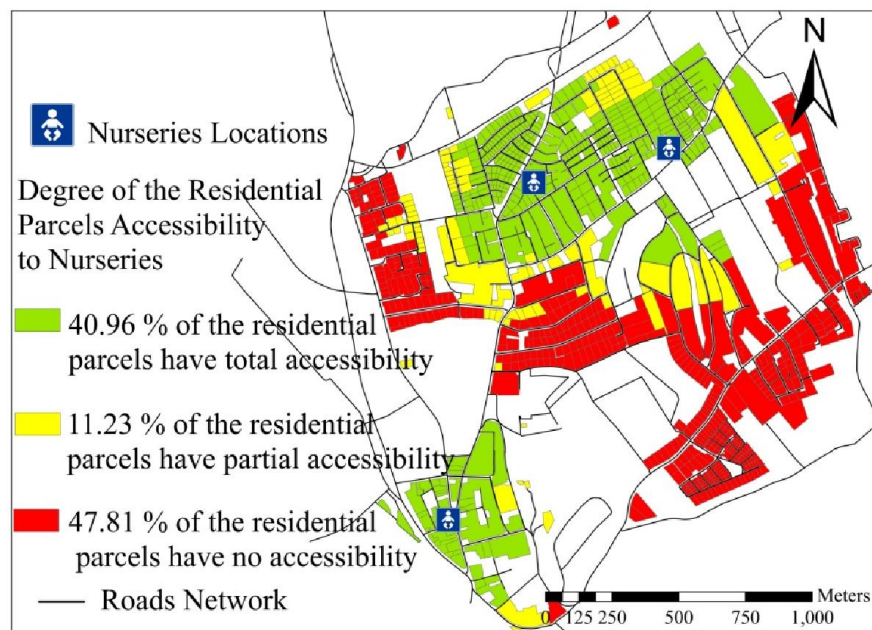 N
Nurseries Locations
Degree of the Residential
Parcels Accessibility
to Nurseries
40.96 % of the residential
parcels have total accessibility
11.23 % of the residential
parcels have partial accessibility
47.81 % of the residential
parcels have no accessibility
Roads Network
Meters
0 125 250 500 750 1,000